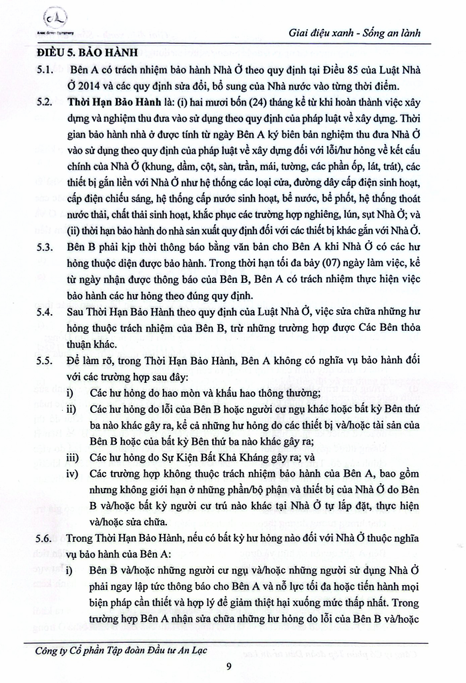 Giai điệu xanh - Sống an lành
ĐIỀU 5. BẢO HÀNH
5.1. Bên A có trách nhiệm bảo hành Nhà Ở theo quy định tại Điều 85 của Luật Nhà
Ở 2014 và các quy định sửa đổi, bổ sung của Nhà nước vào từng thời điểm.
5.2. Thời Hạn Bảo Hành là: (i) hai mươi bốn (24) tháng kể từ khi hoàn thành việc xây
dựng và nghiệm thu đưa vào sử dụng theo quy định của pháp luật về xây dựng. Thời
gian bảo hành nhà ở được tính từ ngày Bên A ký biên bản nghiệm thu đưa Nhà Ở
vào sử dụng theo quy định của pháp luật về xây dựng đối với lỗi/hư hỏng về kết cấu
chính của Nhà Ở (khung, dầm, cột, sàn, trần, mái, tường, các phần ốp, lát, trát), các
thiết bị gắn liền với Nhà Ở như hệ thống các loại cửa, đường dây cấp điện sinh hoạt,
cấp điện chiếu sáng, hệ thống cấp nước sinh hoạt, bể nước, bể phốt, hệ thống thoát
nước thải, chất thải sinh hoạt, khắc phục các trường hợp nghiêng, lún, sụt Nhà Ở; và
(ii) thời hạn bảo hành do nhà sản xuất quy định đối với các thiết bị khác gắn với Nhà Ở.
5.3. Bên B phải kịp thời thông báo bằng văn bản cho Bên A khi Nhà Ở có các hư
hỏng thuộc diện được bảo hành. Trong thời hạn tối đa bảy (07) ngày làm việc, kể
từ ngày nhận được thông báo của Bên B, Bên A có trách nhiệm thực hiện việc
bảo hành các hư hỏng theo đúng quy định.
5.4. Sau Thời Hạn Bảo Hành theo quy định của Luật Nhà Ở, việc sửa chữa những hư
hỏng thuộc trách nhiệm của Bên B, trừ những trường hợp được Các Bên thỏa
thuận khác.
5.5. Để làm rõ, trong Thời Hạn Bảo Hành, Bên A không có nghĩa vụ bảo hành đối
với các trường hợp sau đây:
i) Các hư hỏng do hao mòn và khấu hao thông thường;
ii) Các hư hỏng do lỗi của Bên B hoặc người cư ngụ khác hoặc bất kỳ Bên thứ
ba nào khác gây ra, kể cả những hư hỏng do các thiết bị và/hoặc tài sản của
Bên B hoặc của bất kỳ Bên thứ ba nào khác gây ra;
iii) Các hư hỏng do Sự Kiện Bất Khả Kháng gây ra; và
iv) Các trường hợp không thuộc trách nhiệm bảo hành của Bên A, bao gồm
nhưng không giới hạn ở những phần/bộ phận và thiết bị của Nhà Ở do Bên
B và/hoặc bất kỳ người cư trú nào khác tại Nhà Ở tự lắp đặt, thực hiện
và/hoặc sửa chữa.
5.6. Trong Thời Hạn Bảo Hành, nếu có bất kỳ hư hỏng nào đối với Nhà Ở thuộc nghĩa
vụ bảo hành của Bên A:
i) Bên B và/hoặc những người cư ngụ và/hoặc những người sử dụng Nhà Ở
phải ngay lập tức thông báo cho Bên A và nỗ lực tối đa hoặc tiến hành mọi
biện pháp cần thiết và hợp lý để giảm thiệt hại xuống mức thấp nhất. Trong
trường hợp Bên A nhận sửa chữa những hư hỏng do lỗi của Bên B và/hoặc
Công ty Cổ phần Tập đoàn Đầu tư An Lạc
9